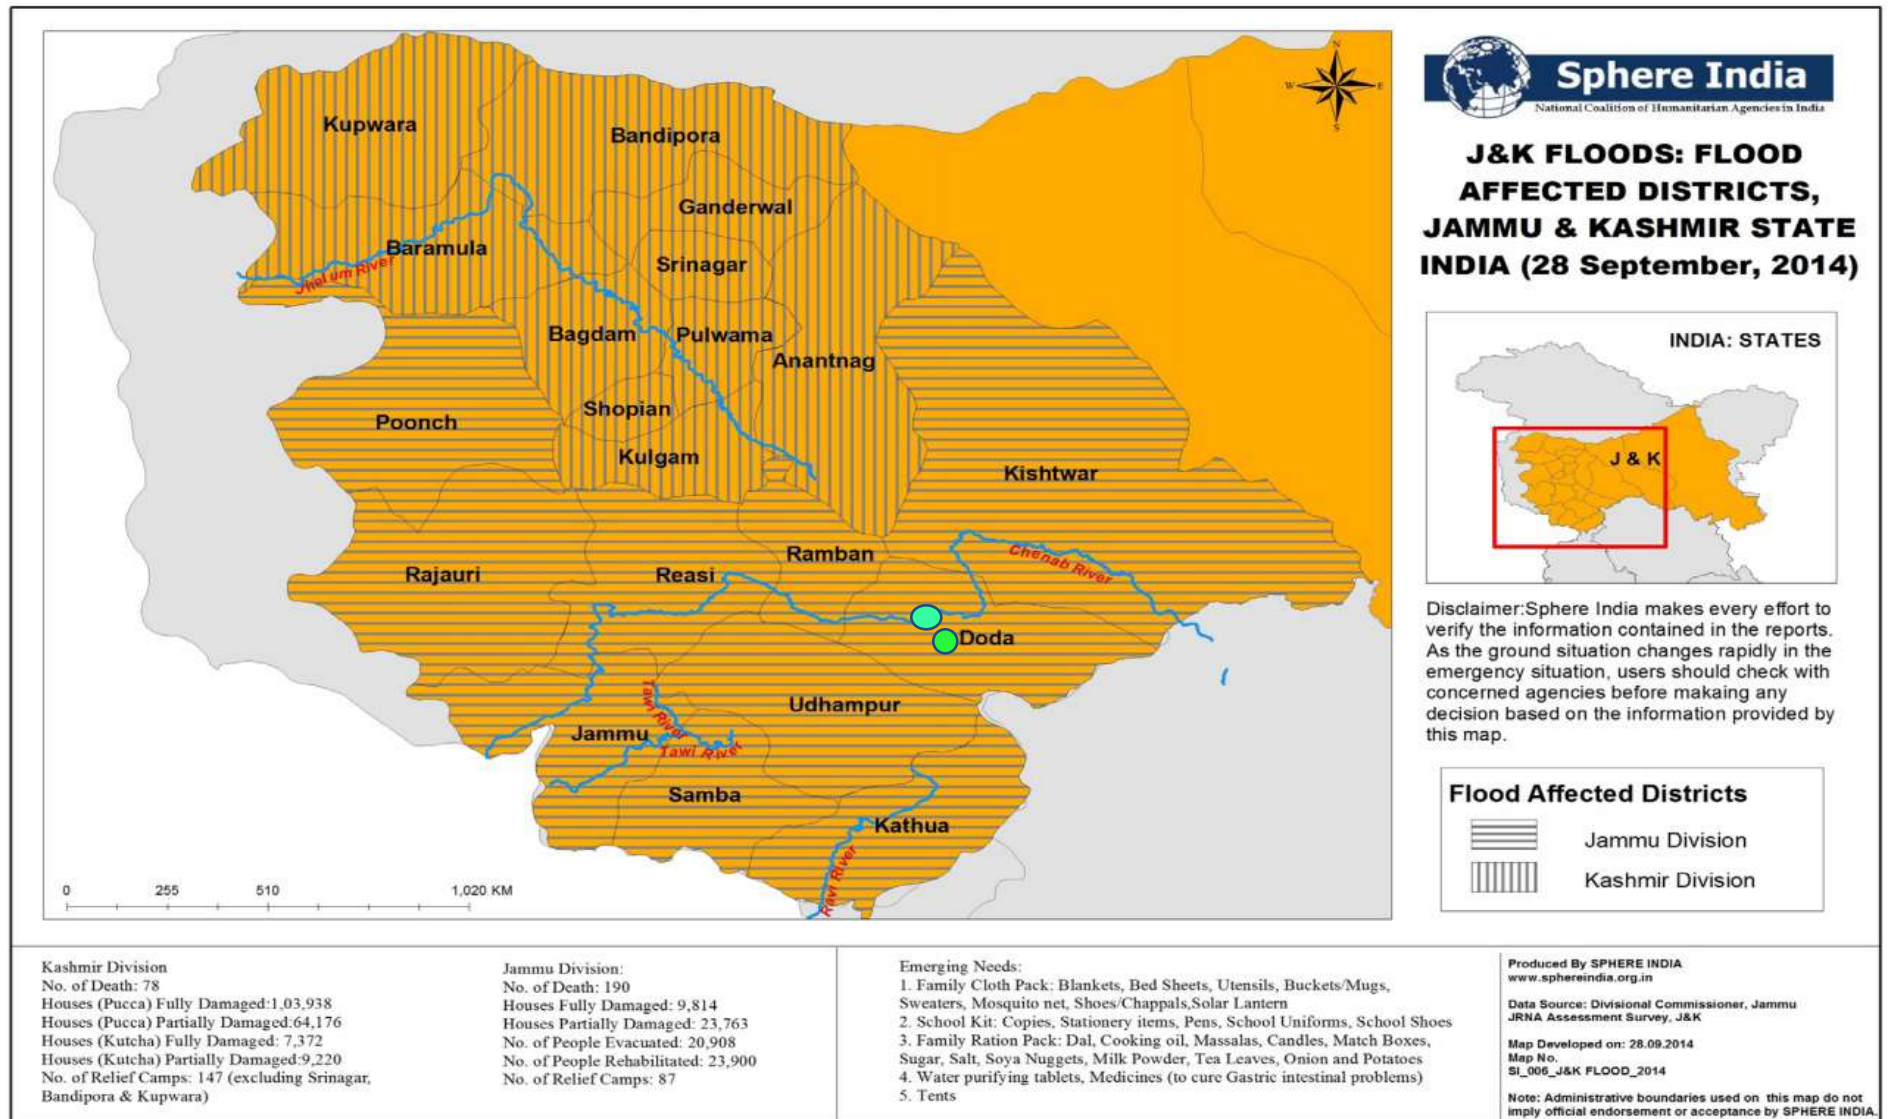 Sphere India
National Coalition of Humanitarian Agencies in India
J&K FLOODS: FLOOD
AFFECTED DISTRICTS,
JAMMU & KASHMIR STATE
INDIA (28 September, 2014)
N
W
E
S
Kupwara
Bandipora
Ganderwal
Baramula
Srinagar
Jhelum River
Bagdam
Pulwama
Anantnag
Shopian
Poonch
Kulgam
Kishtwar
Ramban
Chenab River
Rajauri
Reasi
Doda
Udhampur
Tawi River
Jammu
Tawi River
Samba
Kathua
Ravi River
0 255 510 1,020 KM
INDIA: STATES
J & K
Disclaimer:Sphere India makes every effort to
verify the information contained in the reports.
As the ground situation changes rapidly in the
emergency situation, users should check with
concerned agencies before makaing any
decision based on the information provided by
this map.
Flood Affected Districts
Jammu Division
Kashmir Division
Kashmir Division
No. of Death: 78
Houses (Pucca) Fully Damaged:1,03,938
Houses (Pucca) Partially Damaged:64,176
Houses (Kutcha) Fully Damaged: 7,372
Houses (Kutcha) Partially Damaged:9,220
No. of Relief Camps: 147 (excluding Srinagar,
Bandipora & Kupwara)
Jammu Division:
No. of Death: 190
Houses Fully Damaged: 9,814
Houses Partially Damaged: 23,763
No. of People Evacuated: 20,908
No. of People Rehabilitated: 23,900
No. of Relief Camps: 87
Emerging Needs:
1. Family Cloth Pack: Blankets, Bed Sheets, Utensils, Buckets/Mugs,
Sweaters, Mosquito net, Shoes/Chappals,Solar Lantern
2. School Kit: Copies, Stationery items, Pens, School Uniforms, School Shoes
3. Family Ration Pack: Dal, Cooking oil, Massalas, Candles, Match Boxes,
Sugar, Salt, Soya Nuggets, Milk Powder, Tea Leaves, Onion and Potatoes
4. Water purifying tablets, Medicines (to cure Gastric intestinal problems)
5. Tents
Produced By SPHERE INDIA
www.sphereindia.org.in
Data Source: Divisional Commissioner, Jammu
JRNA Assessment Survey, J&K
Map Developed on: 28.09.2014
Map No.
SI_006_J&K FLOOD_2014
Note: Administrative boundaries used on this map do not
imply official endorsement or acceptance by SPHERE INDIA.